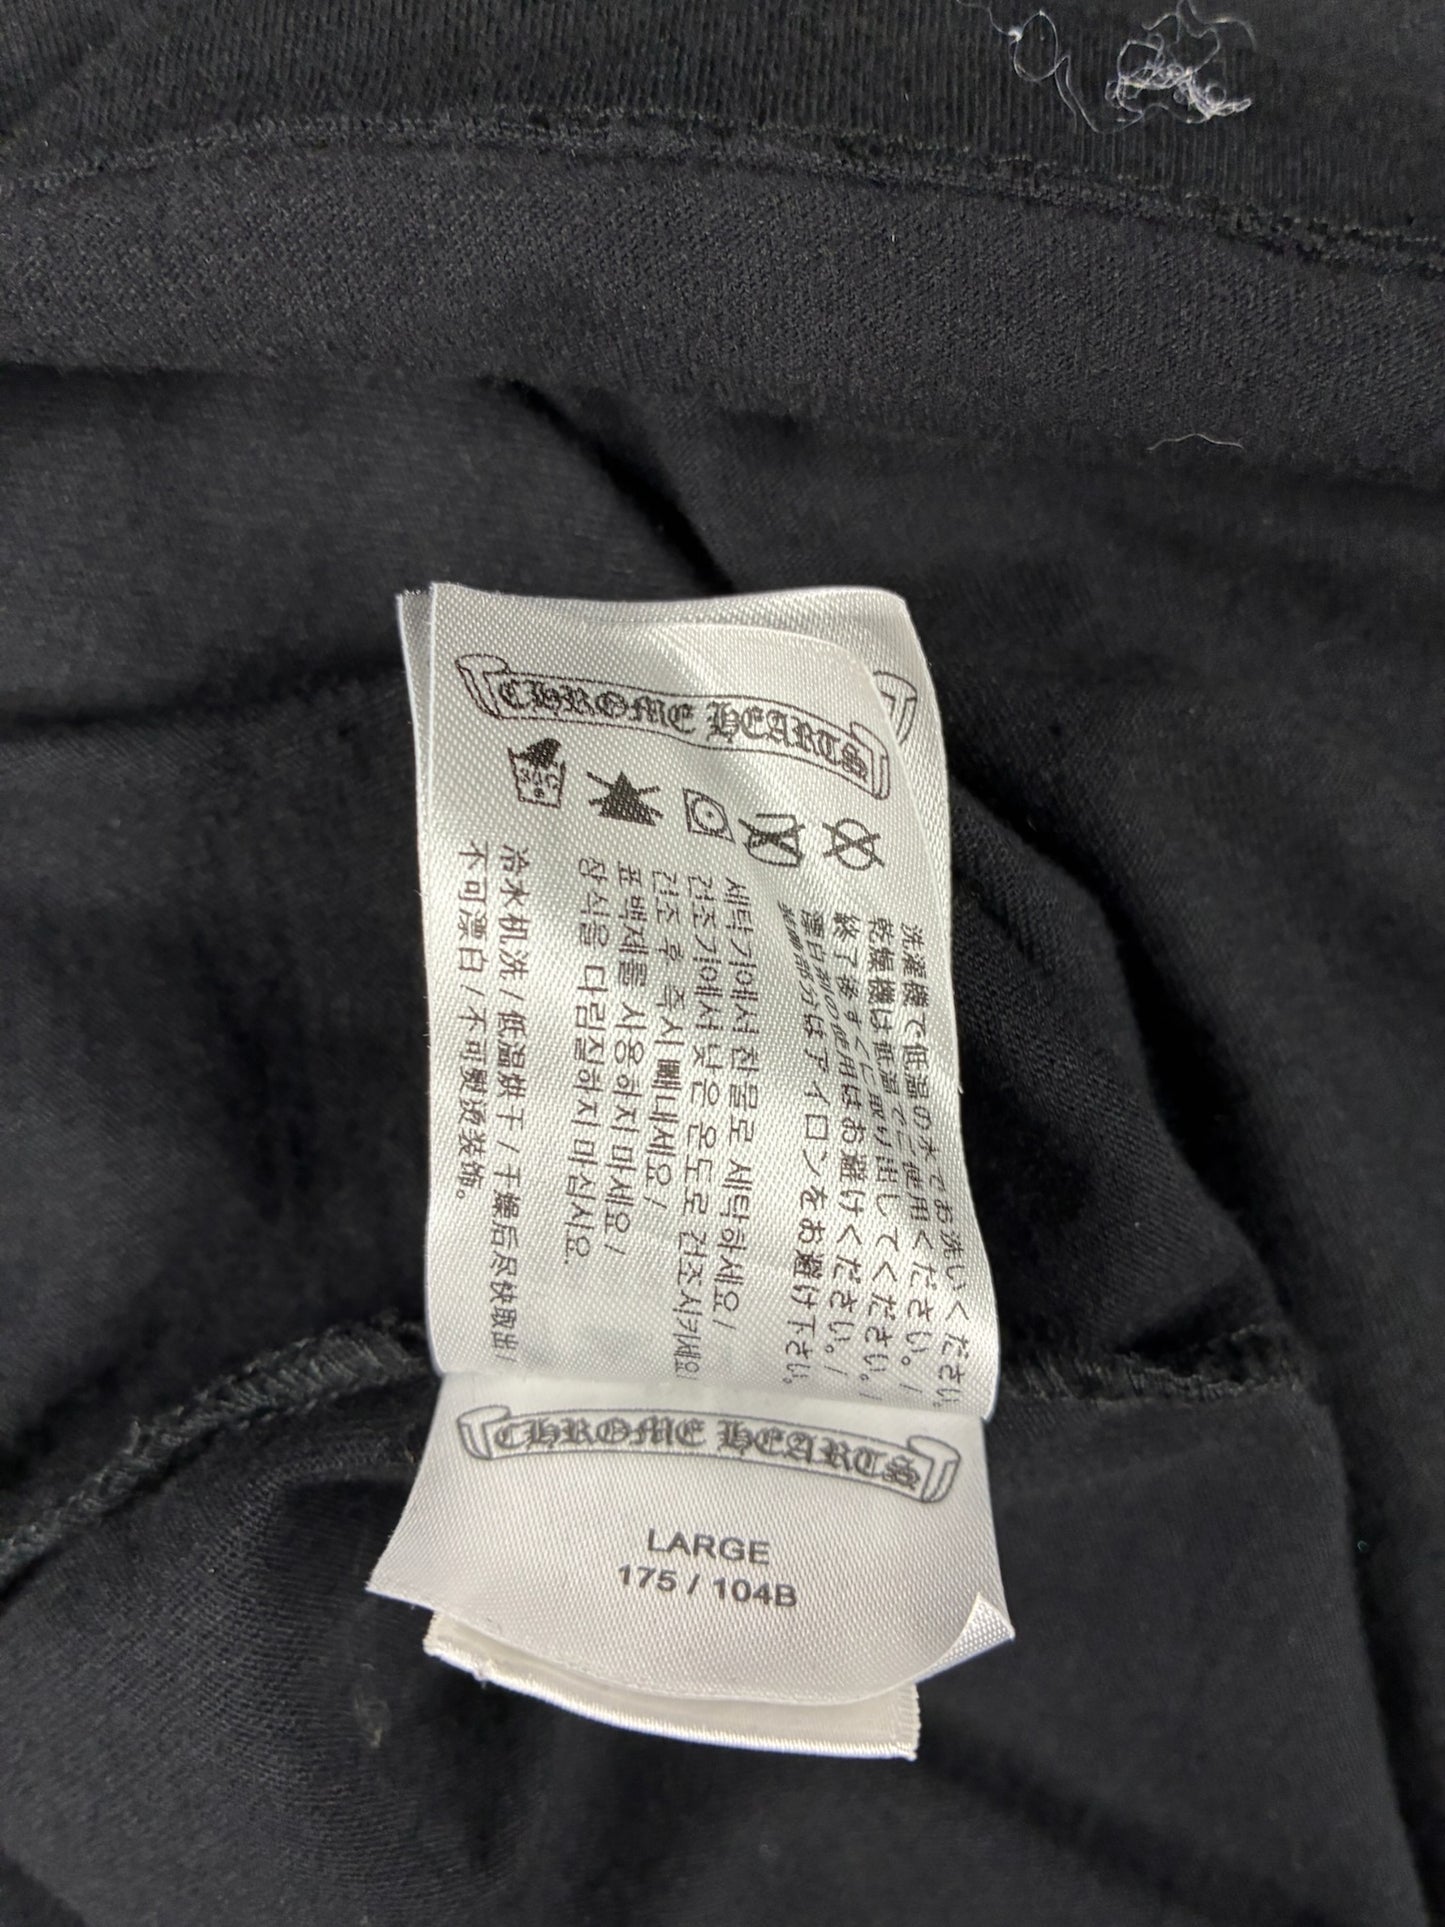 CHROME HEARTS
30C
洗濯機で低温の水でお洗いください。
乾燥機は低温でご使用ください。/
終了後すぐに取り出してください。/
漂白剤の使用はお避けください。/
装飾部分はアイロンをお避け下さい。
세탁기에서 찬물로 세탁하세요/
건조기에서 낮은 온도로 건조시키세요/
건조 후 즉시 빼내세요/
표백제를 사용하지 마세요/
장식을 다림질하지 마십시오.
冷水机洗/低温烘干/干燥后尽快取出/
不可漂白/不可熨烫装饰。
CHROME HEARTS
LARGE
175 / 104B